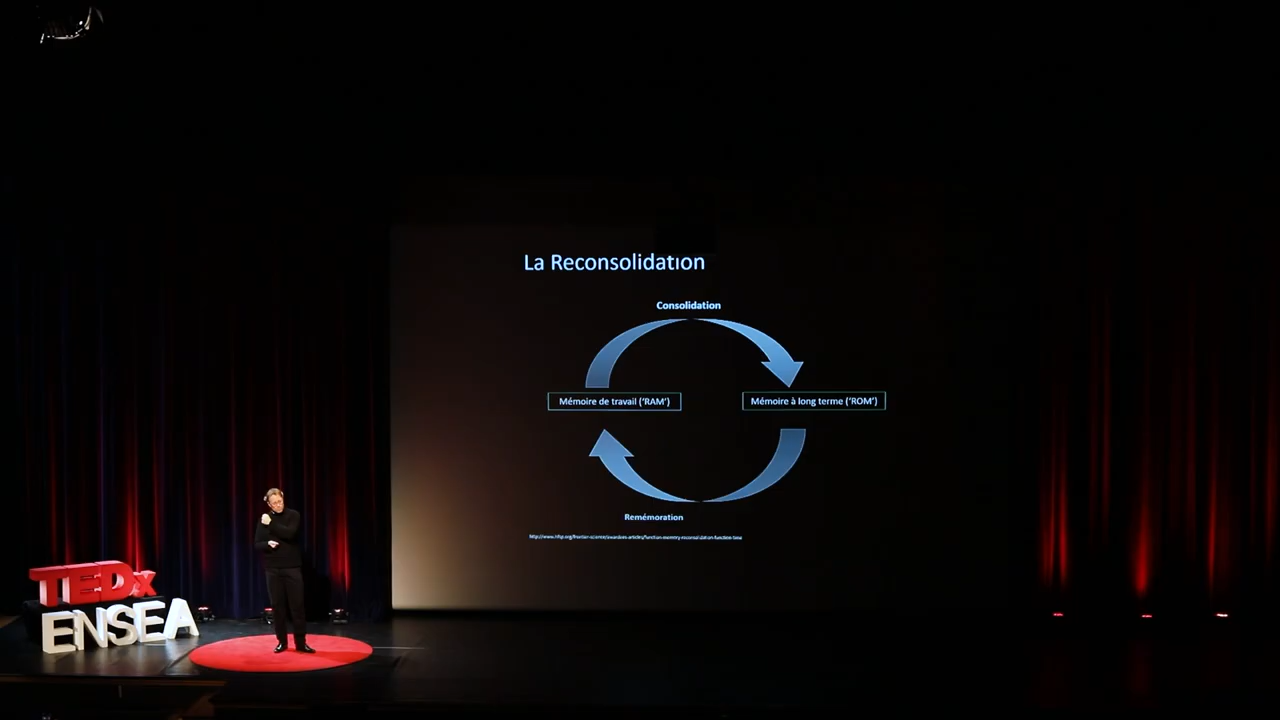 La Reconsolidation
Consolidation
Mémoire de travail ('RAM')
Mémoire à long terme ('ROM')
Remémoration
TEDx
ENSEA